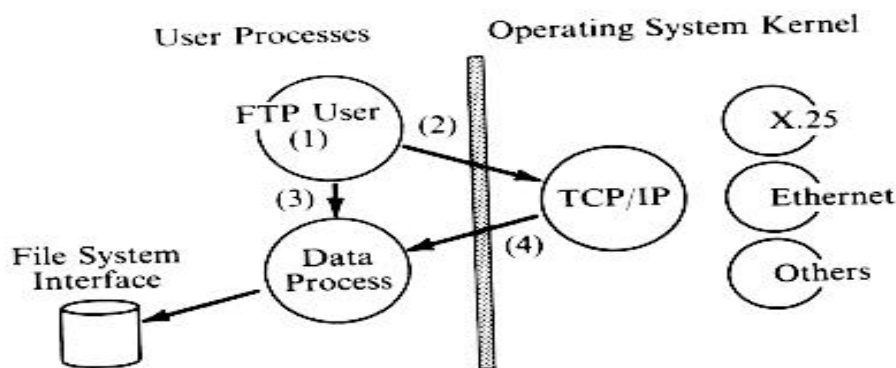 User Processes
Operating System Kernel
FTP User
(1)
(2)
X.25
(3)
TCP/IP
Ethernet
(4)
File System
Interface
Data
Process
Others